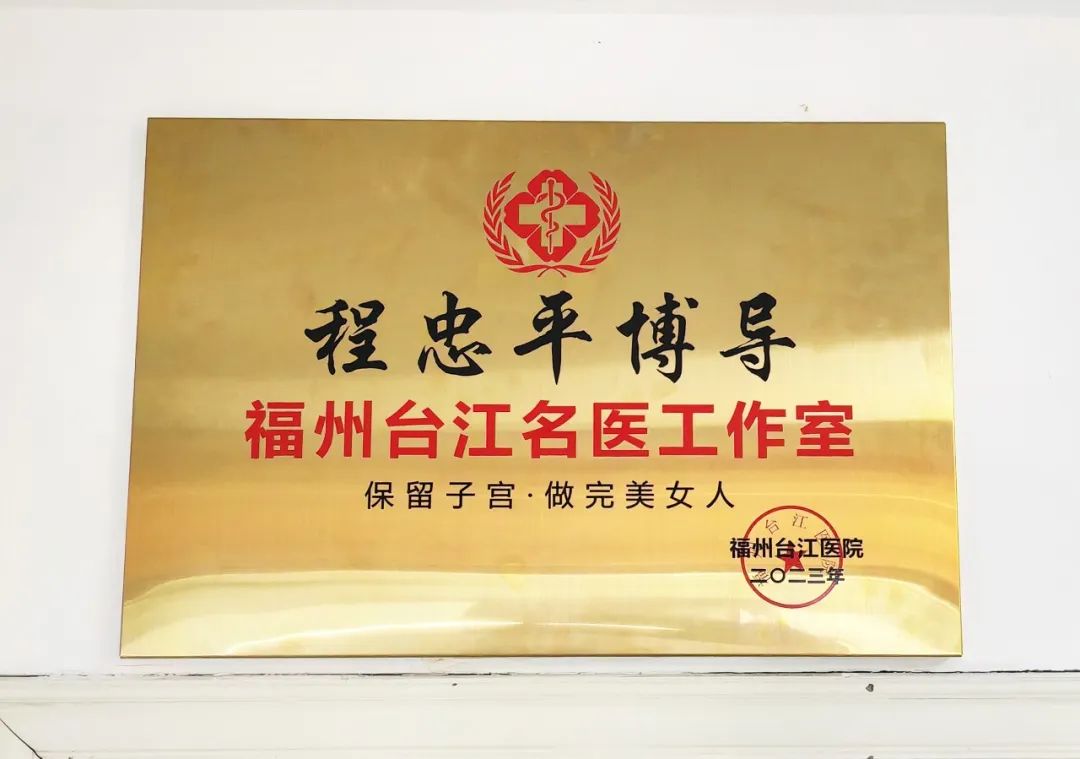 程忠平博导
福州台江名医工作室
保留子宫·做完美女人
福州台江医院
二〇二三年